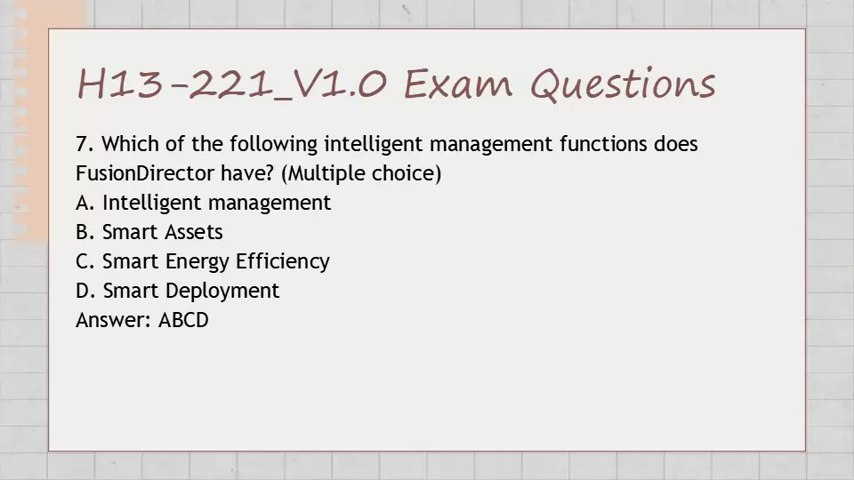 H13-221_V1.0 Exam Questions
7. Which of the following intelligent management functions does
FusionDirector have? (Multiple choice)
A. Intelligent management
B. Smart Assets
C. Smart Energy Efficiency
D. Smart Deployment
Answer: ABCD